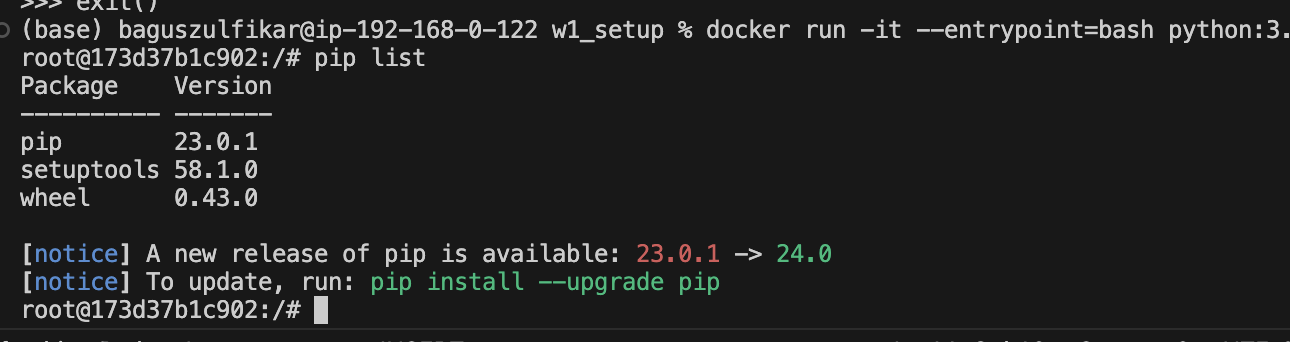 >>> exit()
(base) baguszulfikar@ip-192-168-0-122 w1_setup % docker run -it --entrypoint=bash python:3.
root@173d37b1c902:/# pip list
Package    Version
---------- -------
pip        23.0.1
setuptools 58.1.0
wheel      0.43.0
[notice] A new release of pip is available: 23.0.1 -> 24.0
[notice] To update, run: pip install --upgrade pip
root@173d37b1c902:/#